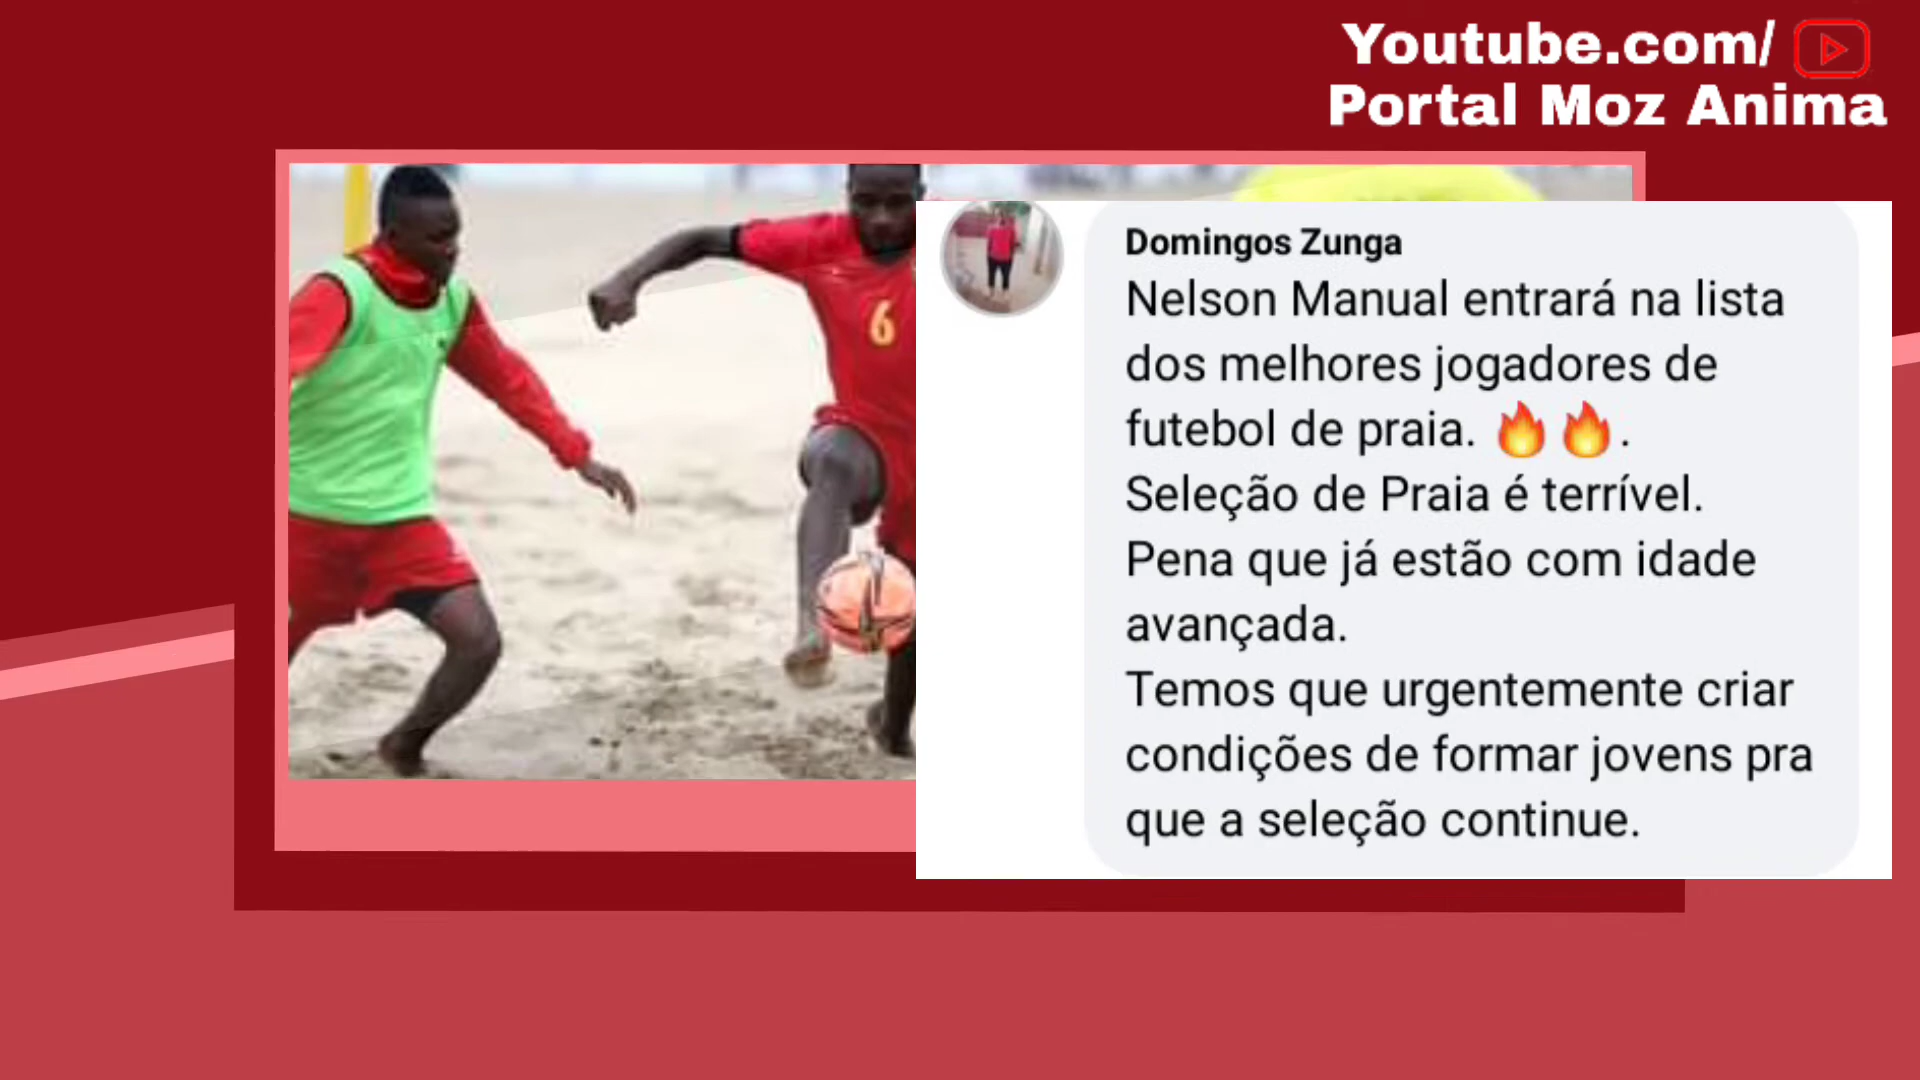 Youtube.com/
Portal Moz Anima
6
Domingos Zunga
Nelson Manual entrará na lista
dos melhores jogadores de
futebol de praia. 🔥🔥.
Seleção de Praia é terrível.
Pena que já estão com idade
avançada.
Temos que urgentemente criar
condições de formar jovens pra
que a seleção continue.